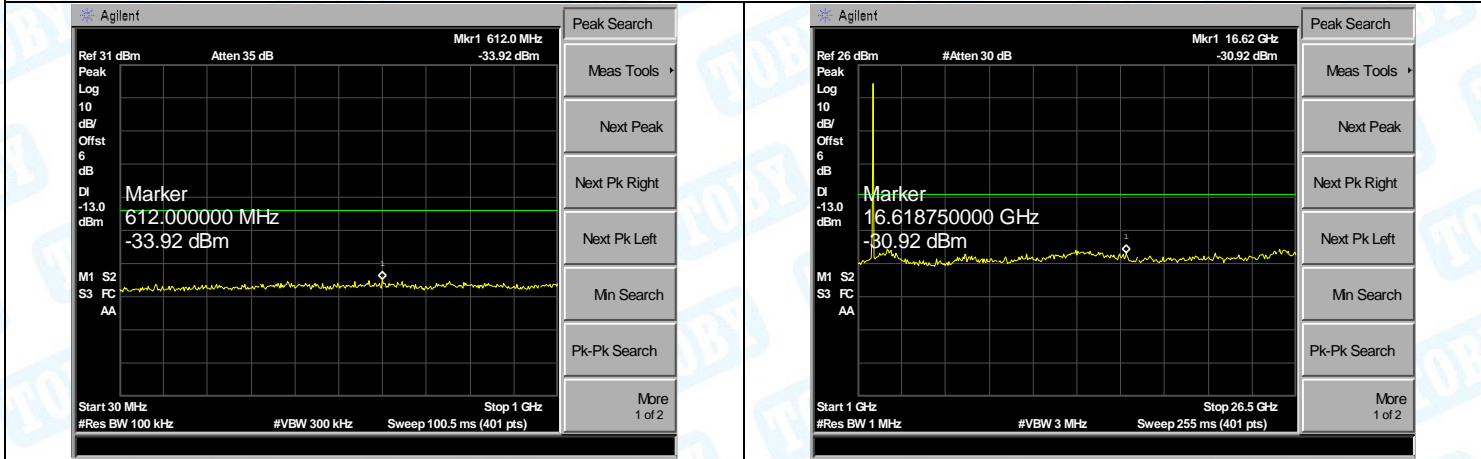 Agilent
Peak Search
Mkr1 612.0 MHz
Ref 31 dBm Atten 35 dB -33.92 dBm
Peak
Log
10
dB/
Offst
6
dB
DI
-13.0
dBm
Marker
612.000000 MHz
-33.92 dBm
1
M1 S2
S3 FC
AA
Start 30 MHz Stop 1 GHz
#Res BW 100 kHz #VBW 300 kHz Sweep 100.5 ms (401 pts)
Meas Tools
Next Peak
Next Pk Right
Next Pk Left
Min Search
Pk-Pk Search
More
1 of 2
Agilent
Peak Search
Mkr1 16.62 GHz
Ref 26 dBm #Atten 30 dB -30.92 dBm
Peak
Log
10
dB/
Offst
6
dB
DI
-13.0
dBm
Marker
16.618750000 GHz
-30.92 dBm
1
M1 S2
S3 FC
AA
Start 1 GHz Stop 26.5 GHz
#Res BW 1 MHz #VBW 3 MHz Sweep 255 ms (401 pts)
Meas Tools
Next Peak
Next Pk Right
Next Pk Left
Min Search
Pk-Pk Search
More
1 of 2
TOBY
TOBY
TOBY